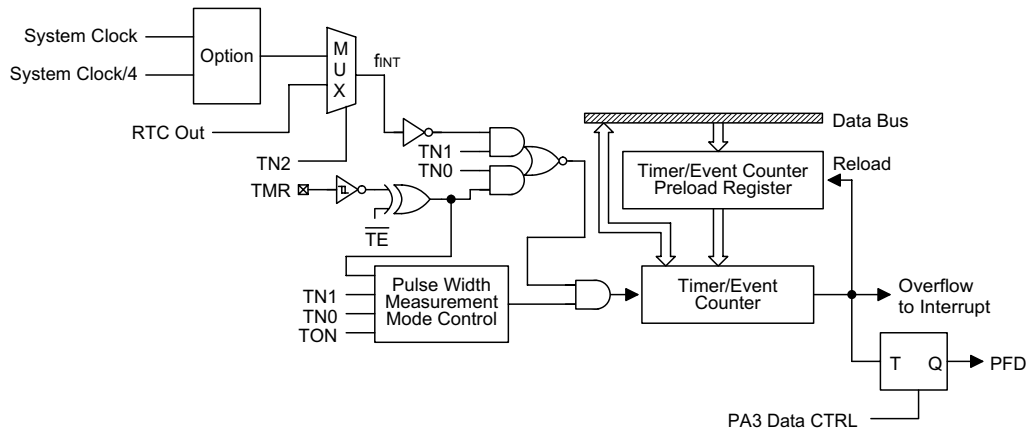 System Clock
System Clock/4
Option
M
U
X
fINT
RTC Out
TN2
TN1
TN0
TMR
T̅E̅
Data Bus
Timer/Event Counter
Preload Register
Reload
TN1
TN0
TON
Pulse Width
Measurement
Mode Control
Timer/Event
Counter
Overflow
to Interrupt
T Q
PFD
PA3 Data CTRL